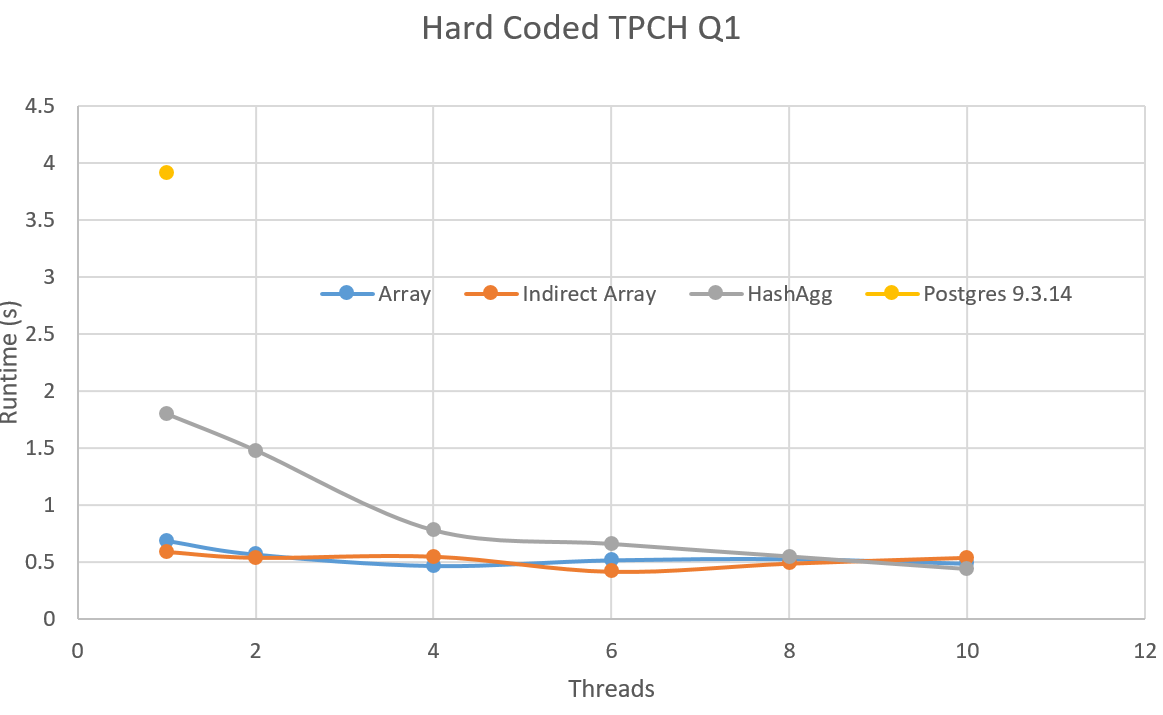 Hard Coded TPCH Q1
4.5
4
3.5
3
2.5
2
1.5
1
0.5
0
Runtime (s)
Array Indirect Array HashAgg Postgres 9.3.14
0 2 4 6 8 10 12
Threads